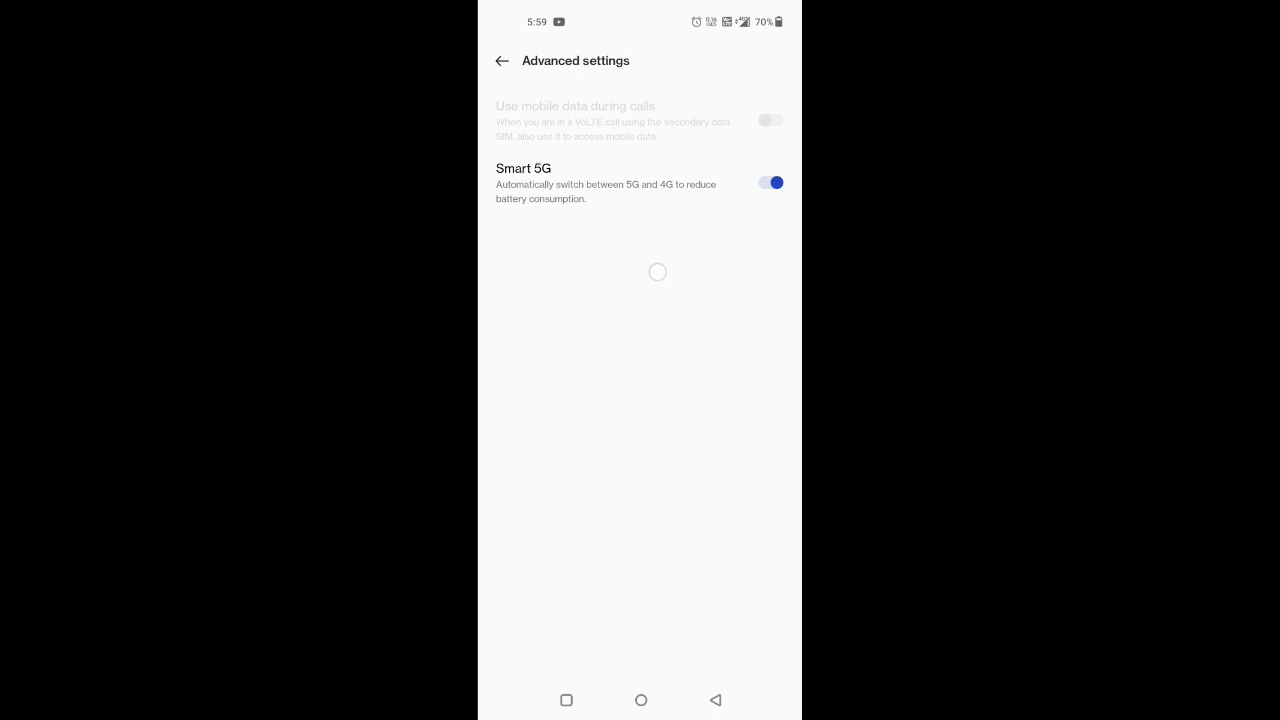 5:59
70%
Advanced settings
Use mobile data during calls
When you are in a VoLTE call using the secondary data
SIM, also use it to access mobile data.
Smart 5G
Automatically switch between 5G and 4G to reduce
battery consumption.